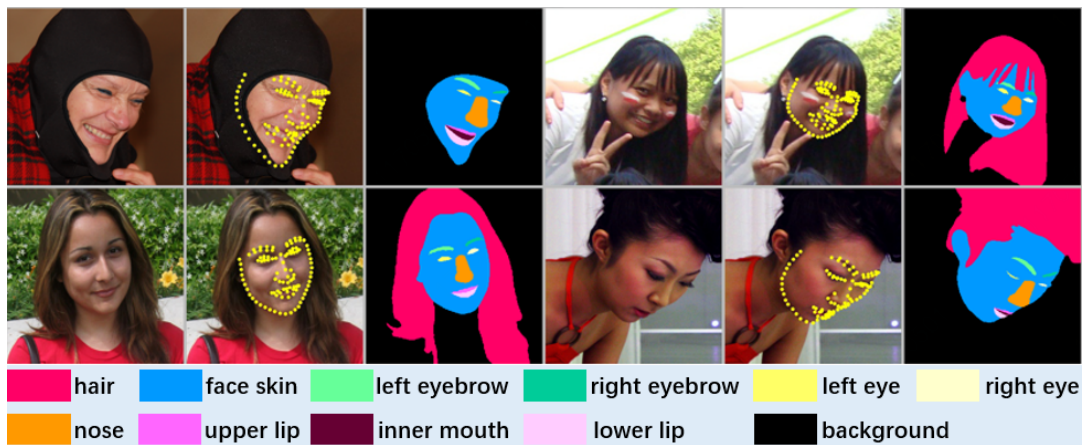 hair face skin left eyebrow right eyebrow left eye right eye
nose upper lip inner mouth lower lip background